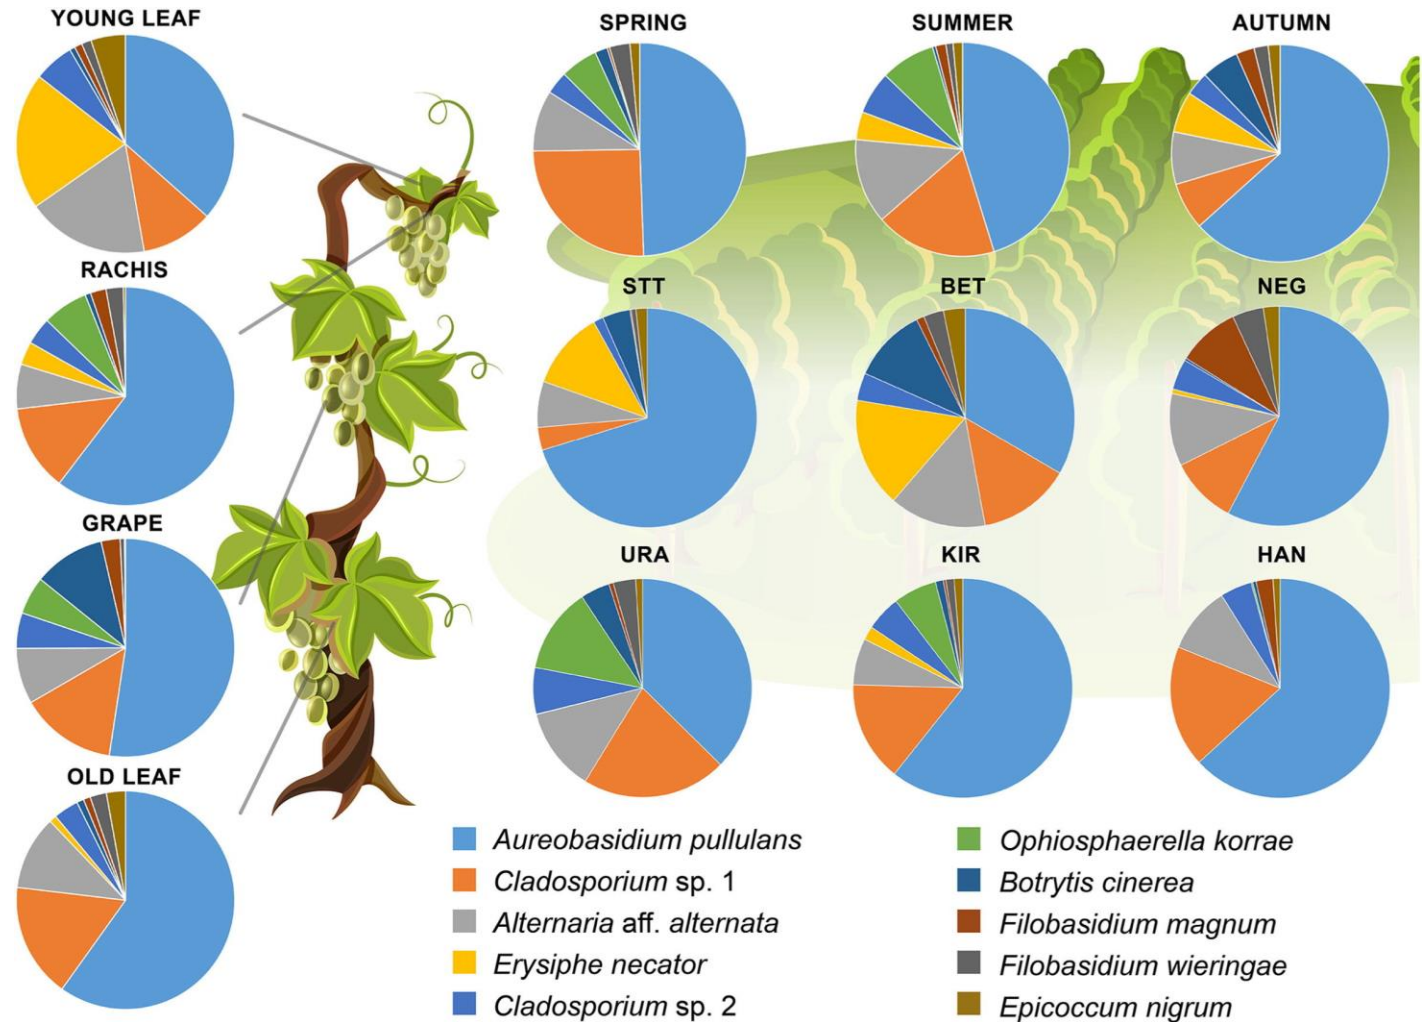 YOUNG LEAF
SPRING
SUMMER
AUTUMN
RACHIS
STT
BET
NEG
GRAPE
URA
KIR
HAN
OLD LEAF
Aureobasidium pullulans
Cladosporium sp. 1
Alternaria aff. alternata
Erysiphe necator
Cladosporium sp. 2
Ophiosphaerella korrae
Botrytis cinerea
Filobasidium magnum
Filobasidium wieringae
Epicoccum nigrum